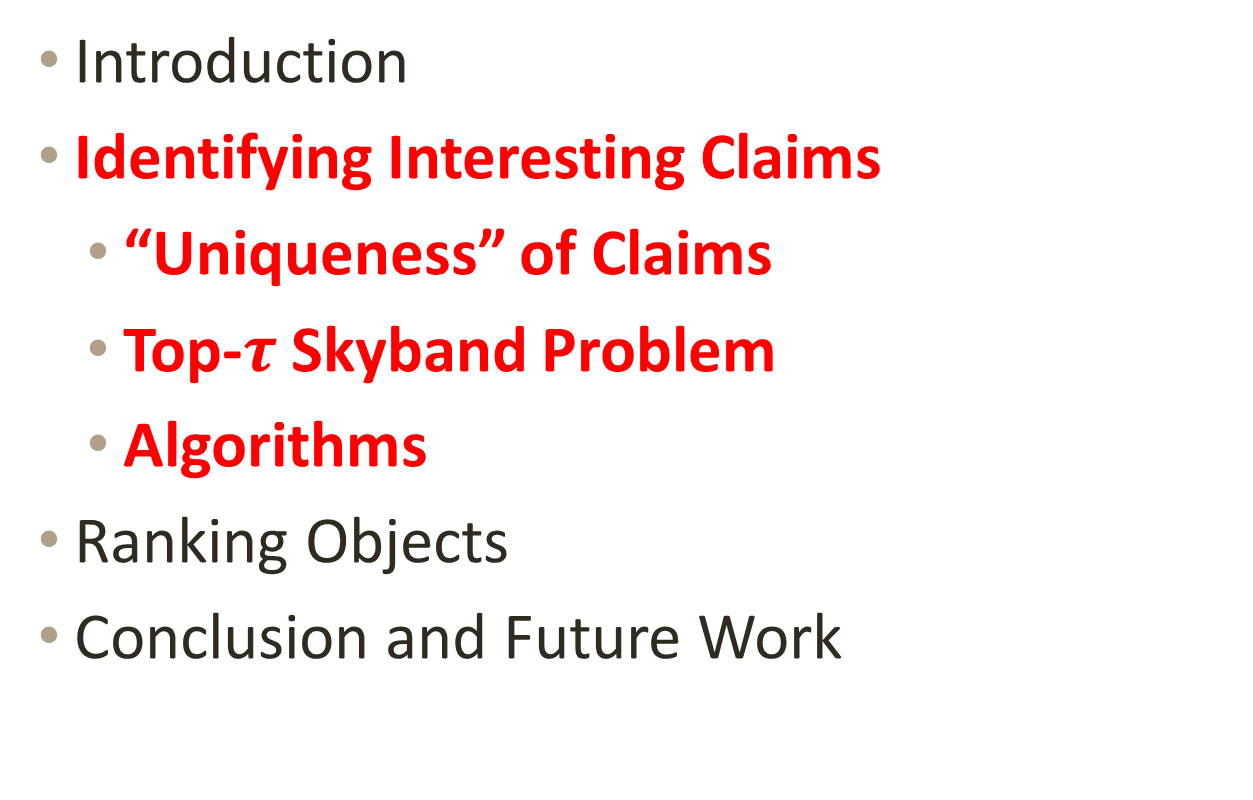 • Introduction
• Identifying Interesting Claims
• “Uniqueness” of Claims
• Top-τ Skyband Problem
• Algorithms
• Ranking Objects
• Conclusion and Future Work